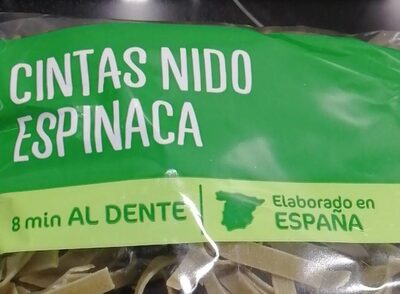 CINTAS NIDO
ESPINACA
8 min AL DENTE
Elaborado en
ESPAÑA